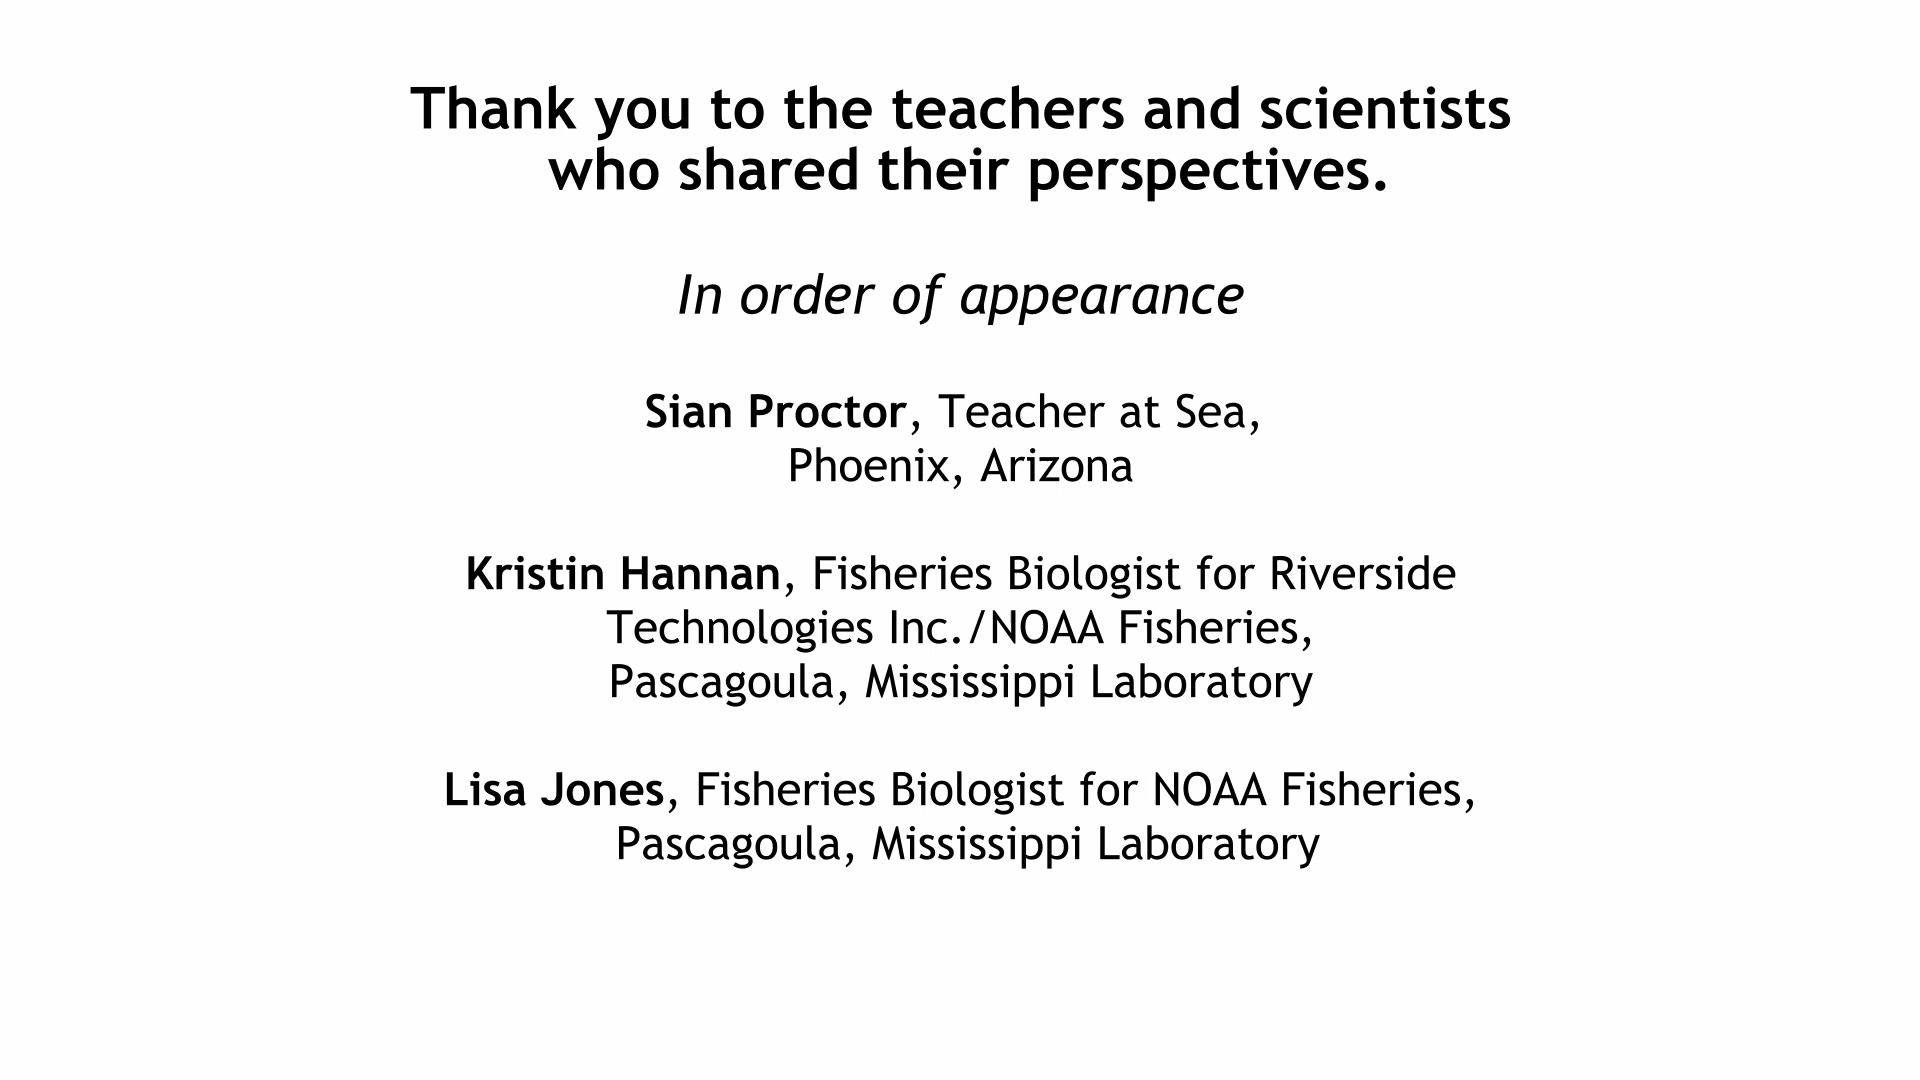 Thank you to the teachers and scientists
who shared their perspectives.
In order of appearance
Sian Proctor, Teacher at Sea,
Phoenix, Arizona
Kristin Hannan, Fisheries Biologist for Riverside
Technologies Inc./NOAA Fisheries,
Pascagoula, Mississippi Laboratory
Lisa Jones, Fisheries Biologist for NOAA Fisheries,
Pascagoula, Mississippi Laboratory